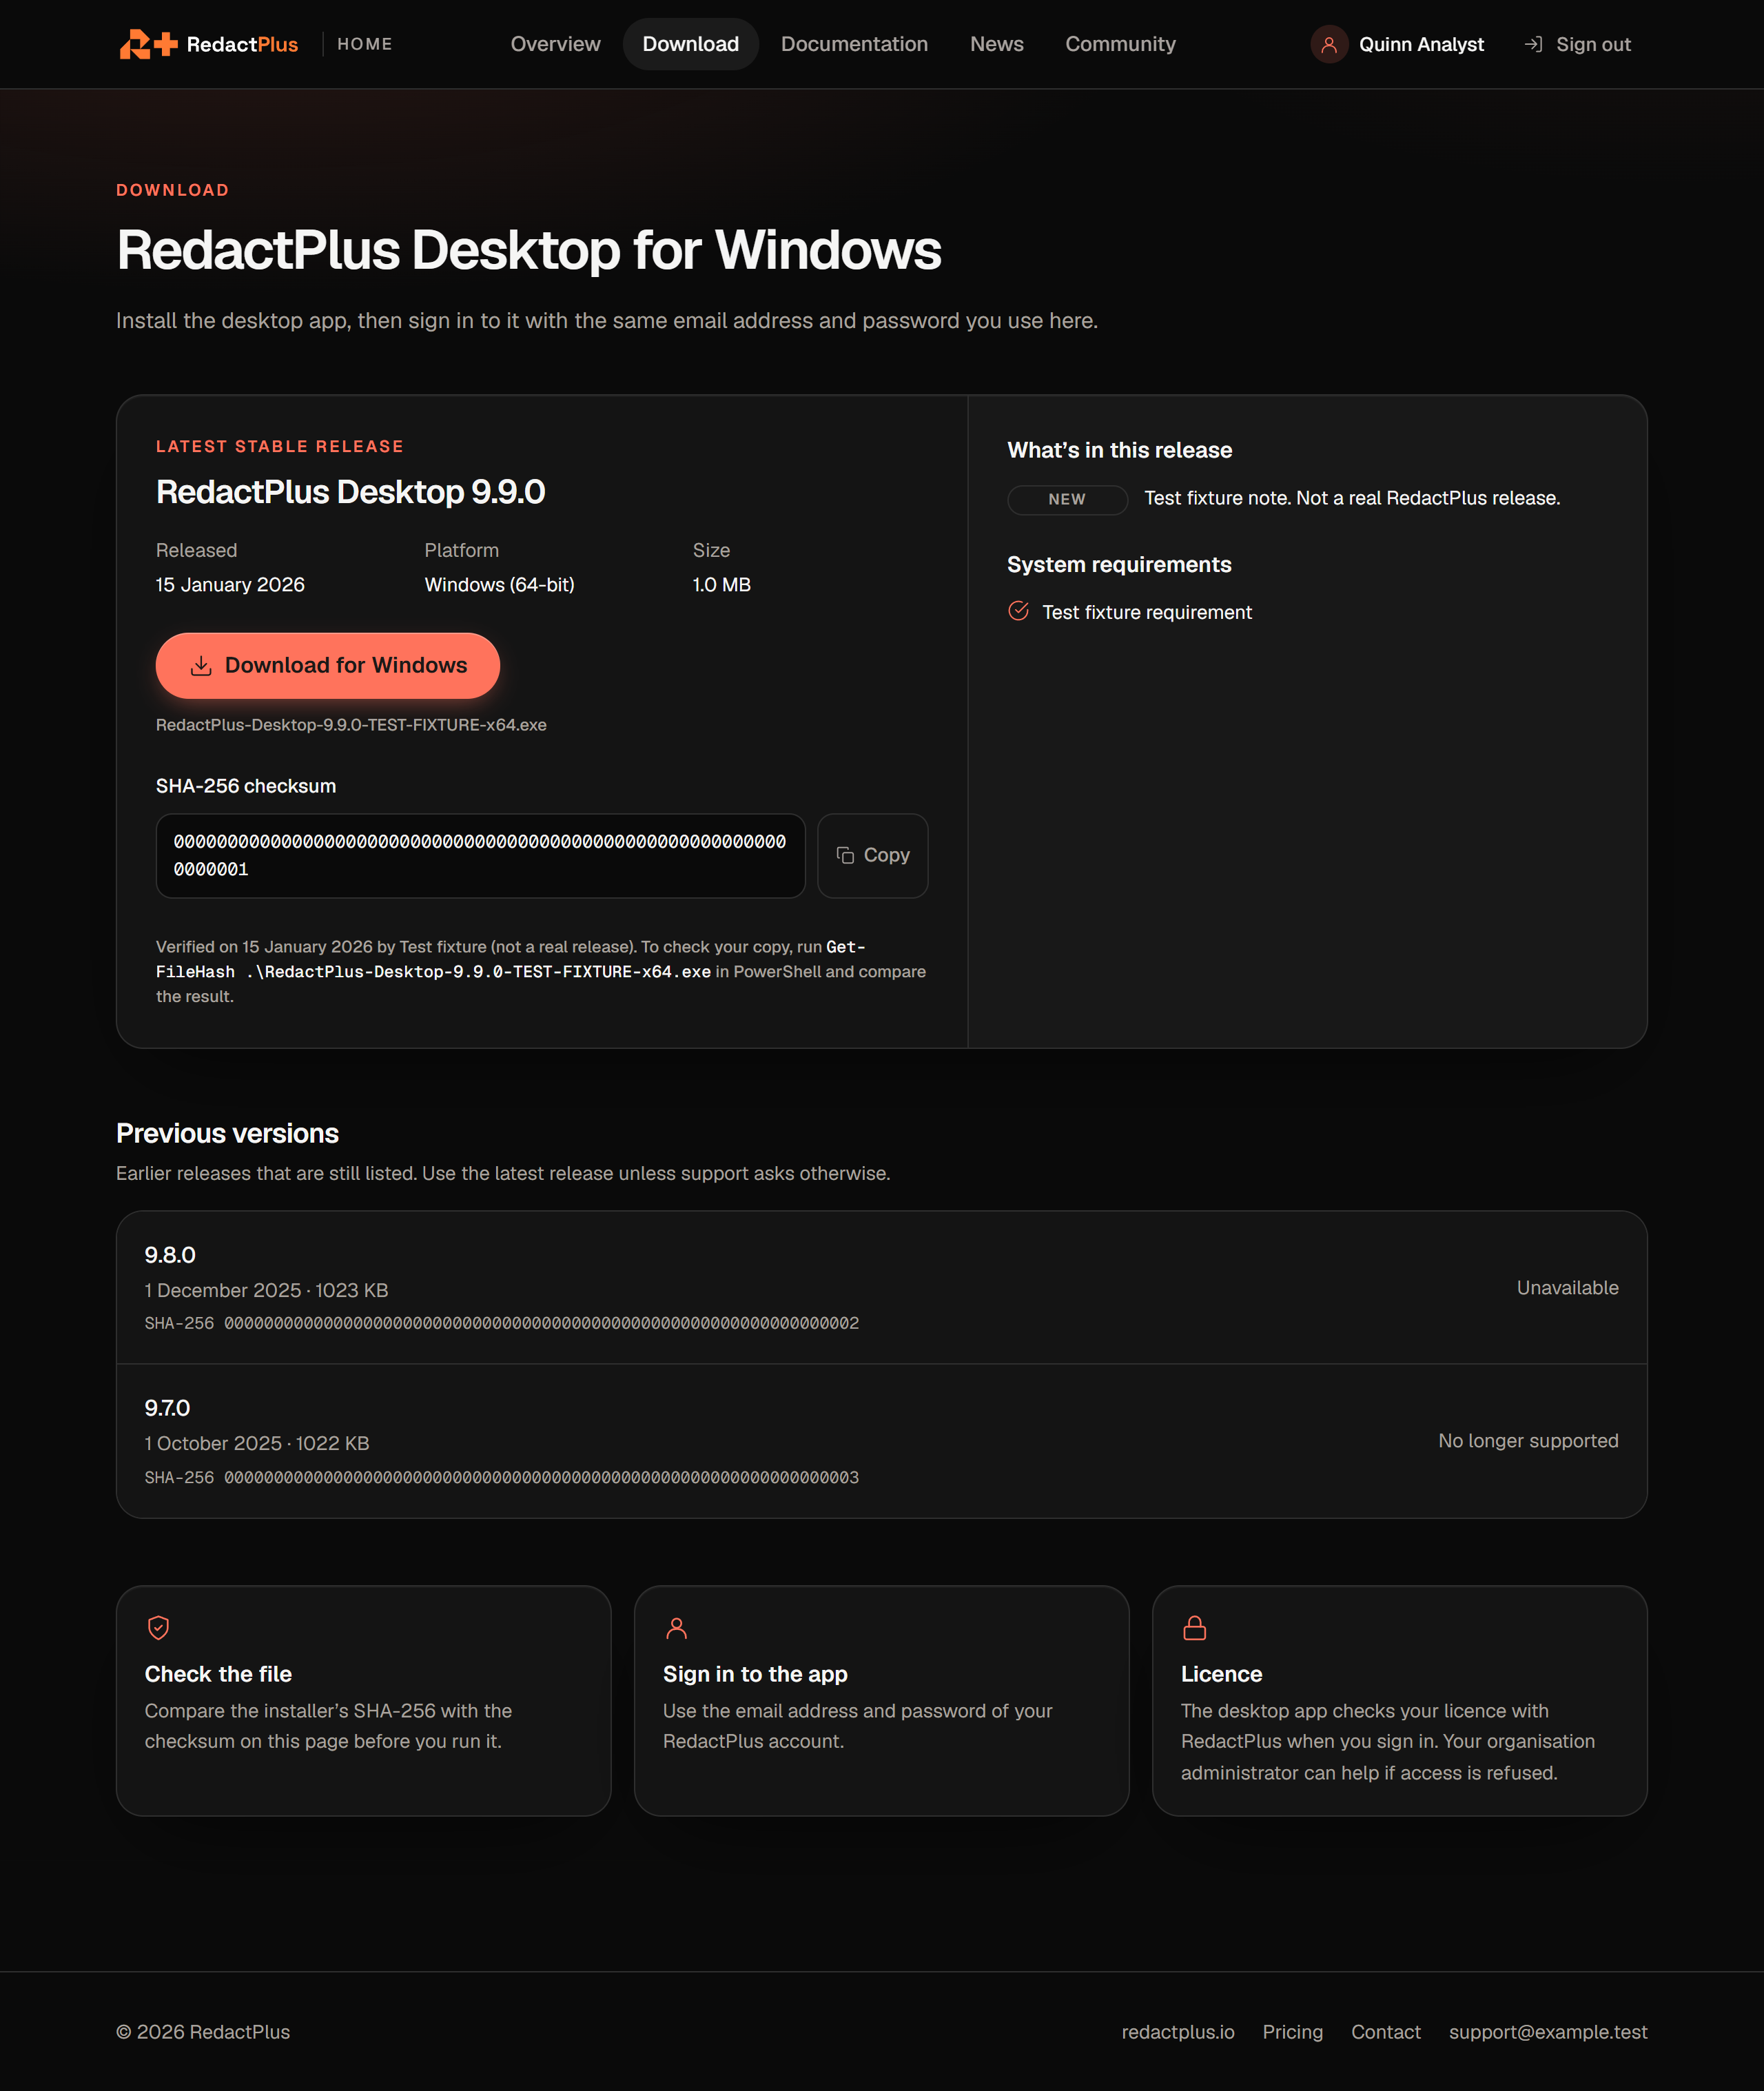 RedactPlus HOME Overview Download Documentation News Community Quinn Analyst Sign out
DOWNLOAD
RedactPlus Desktop for Windows
Install the desktop app, then sign in to it with the same email address and password you use here.
LATEST STABLE RELEASE
RedactPlus Desktop 9.9.0
Released Platform Size
15 January 2026 Windows (64-bit) 1.0 MB
Download for Windows
RedactPlus-Desktop-9.9.0-TEST-FIXTURE-x64.exe
SHA-256 checksum
000000000000000000000000000000000000000000000000000000000
0000001
Copy
Verified on 15 January 2026 by Test fixture (not a real release). To check your copy, run Get-
FileHash .\RedactPlus-Desktop-9.9.0-TEST-FIXTURE-x64.exe in PowerShell and compare
the result.
What’s in this release
NEW Test fixture note. Not a real RedactPlus release.
System requirements
Test fixture requirement
Previous versions
Earlier releases that are still listed. Use the latest release unless support asks otherwise.
9.8.0
1 December 2025 · 1023 KB
SHA-256 0000000000000000000000000000000000000000000000000000000000000002
Unavailable
9.7.0
1 October 2025 · 1022 KB
SHA-256 0000000000000000000000000000000000000000000000000000000000000003
No longer supported
Check the file
Compare the installer’s SHA-256 with the
checksum on this page before you run it.
Sign in to the app
Use the email address and password of your
RedactPlus account.
Licence
The desktop app checks your licence with
RedactPlus when you sign in. Your organisation
administrator can help if access is refused.
© 2026 RedactPlus redactplus.io Pricing Contact support@example.test